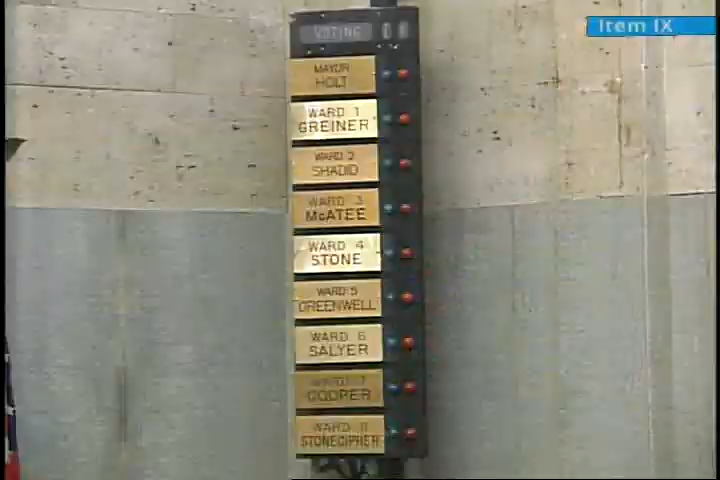 Item IX
VOTING
MAYOR
HOLT
WARD 1
GREINER
WARD 2
SHADID
WARD 3
McATEE
WARD 4
STONE
WARD 5
GREENWELL
WARD 6
SALYER
WARD 7
COOPER
WARD 8
STONECIPHER